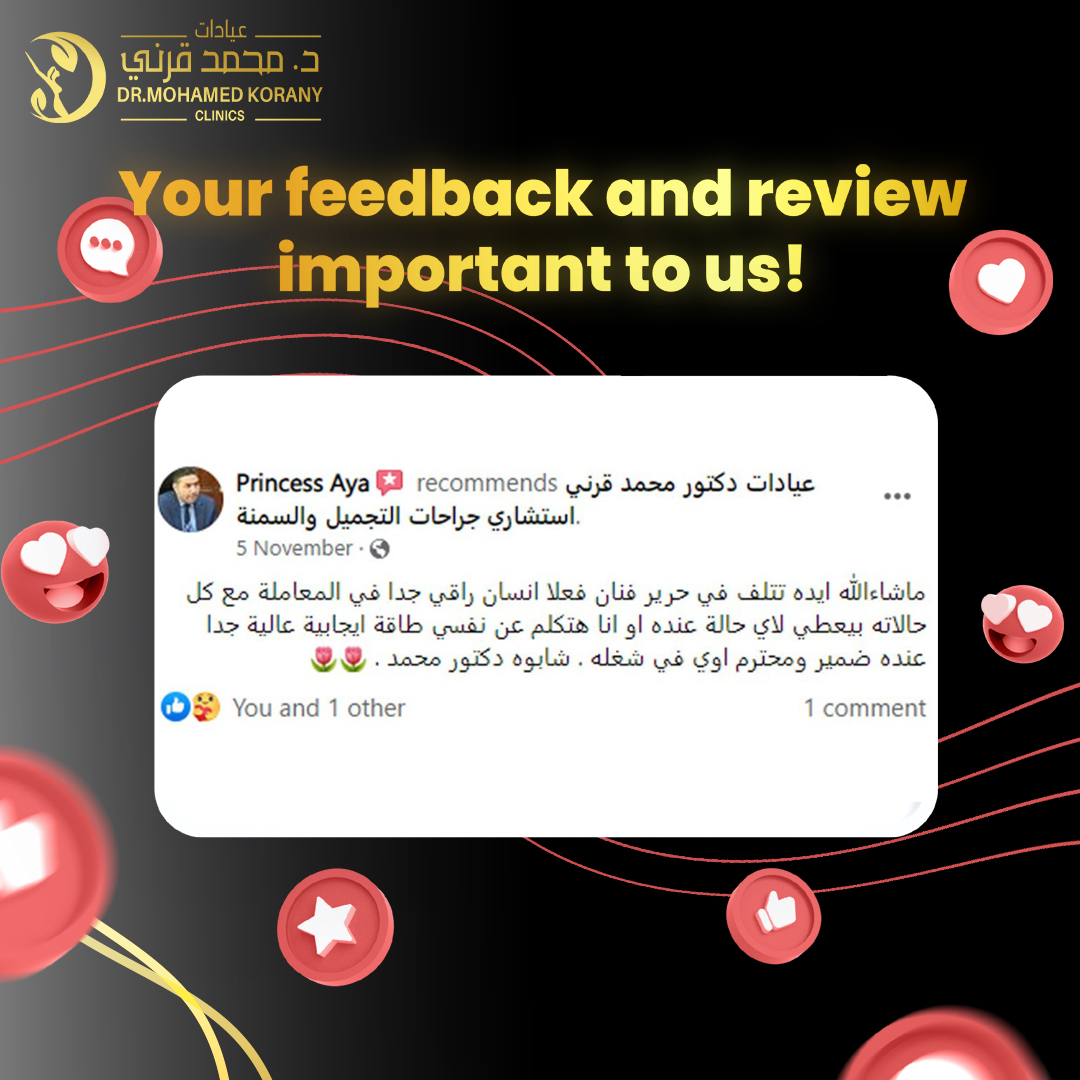 عيادات
د. محمد قرني
DR.MOHAMED KORANY
CLINICS
Your feedback and review
important to us!
Princess Aya recommends عيادات دكتور محمد قرني
استشاري جراحات التجميل والسمنة.
5 November ·
ماشاءالله ايده تتلف في حرير فنان فعلا انسان راقي جدا في المعاملة مع كل
حالاته بيعطي لاي حالة عنده او انا هتكلم عن نفسي طاقة ايجابية عالية جدا
عنده ضمير ومحترم اوي في شغله . شابوه دكتور محمد . 🌷🌷
You and 1 other
1 comment